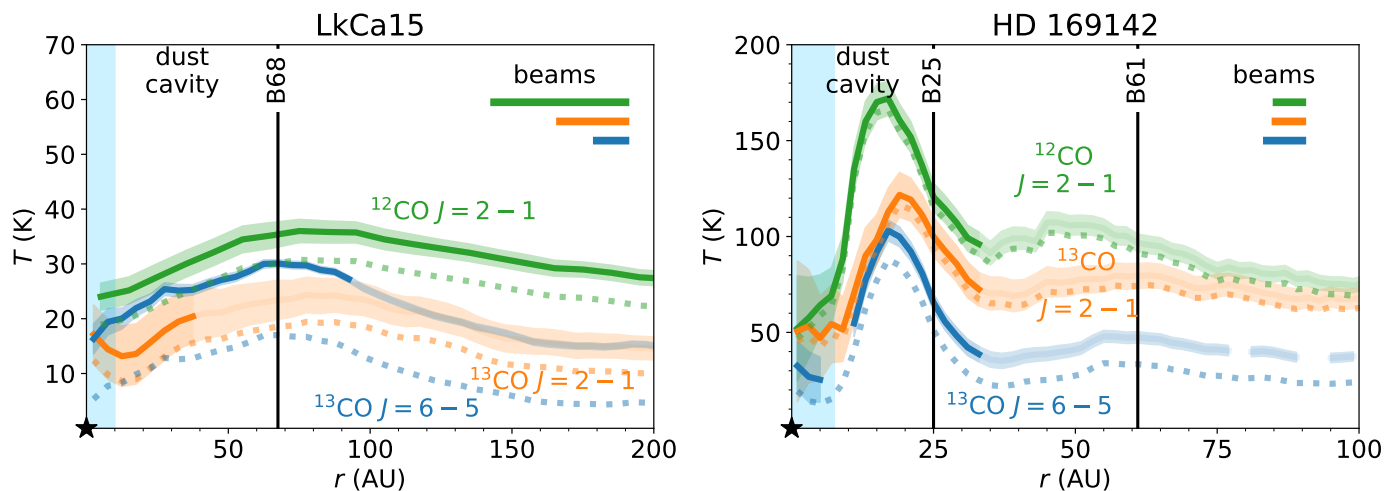 LkCa15
70
60
50
40
30
20
10
T (K)
dust
cavity
B68
beams
¹²CO J = 2 − 1
¹³CO J = 2 − 1
¹³CO J = 6 − 5
50
100
150
200
r (AU)
HD 169142
200
150
100
50
T (K)
dust
cavity
B25
B61
beams
¹²CO
J = 2 − 1
¹³CO
J = 2 − 1
¹³CO J = 6 − 5
25
50
75
100
r (AU)